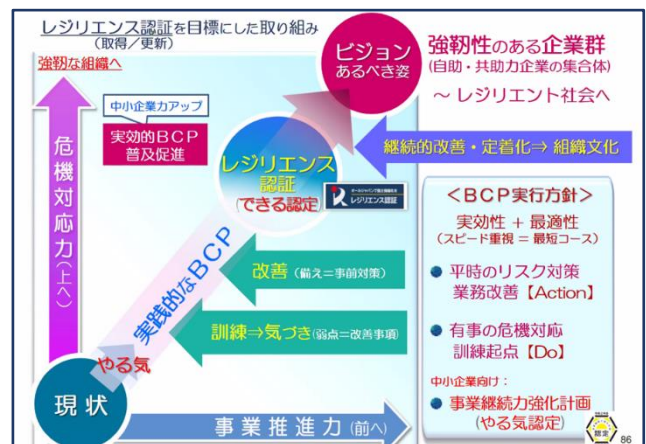 レジリエンス認証を目標にした取り組み
(取得/更新)
強靭な組織へ
ビジョン
あるべき姿
強靭性のある企業群
(自助・共助力企業の集合体)
~ レジリエント社会へ
中小企業力アップ
実効的BCP
普及促進
危機対応力(上へ)
レジリエンス
認証
(できる認定)
レジリエンス認証
継続的改善・定着化⇒ 組織文化
<BCP実行方針>
実効性 + 最適性
(スピード重視 = 最短コース)
● 平時のリスク対策
業務改善【Action】
● 有事の危機対応
訓練起点【Do】
中小企業向け:
● 事業継続力強化計画
(やる気認定)
改善 (備え=事前対策)
訓練⇒気づき(弱点=改善事項)
実践的なBCP
やる気
現状
事業推進力(前へ)
認定
86